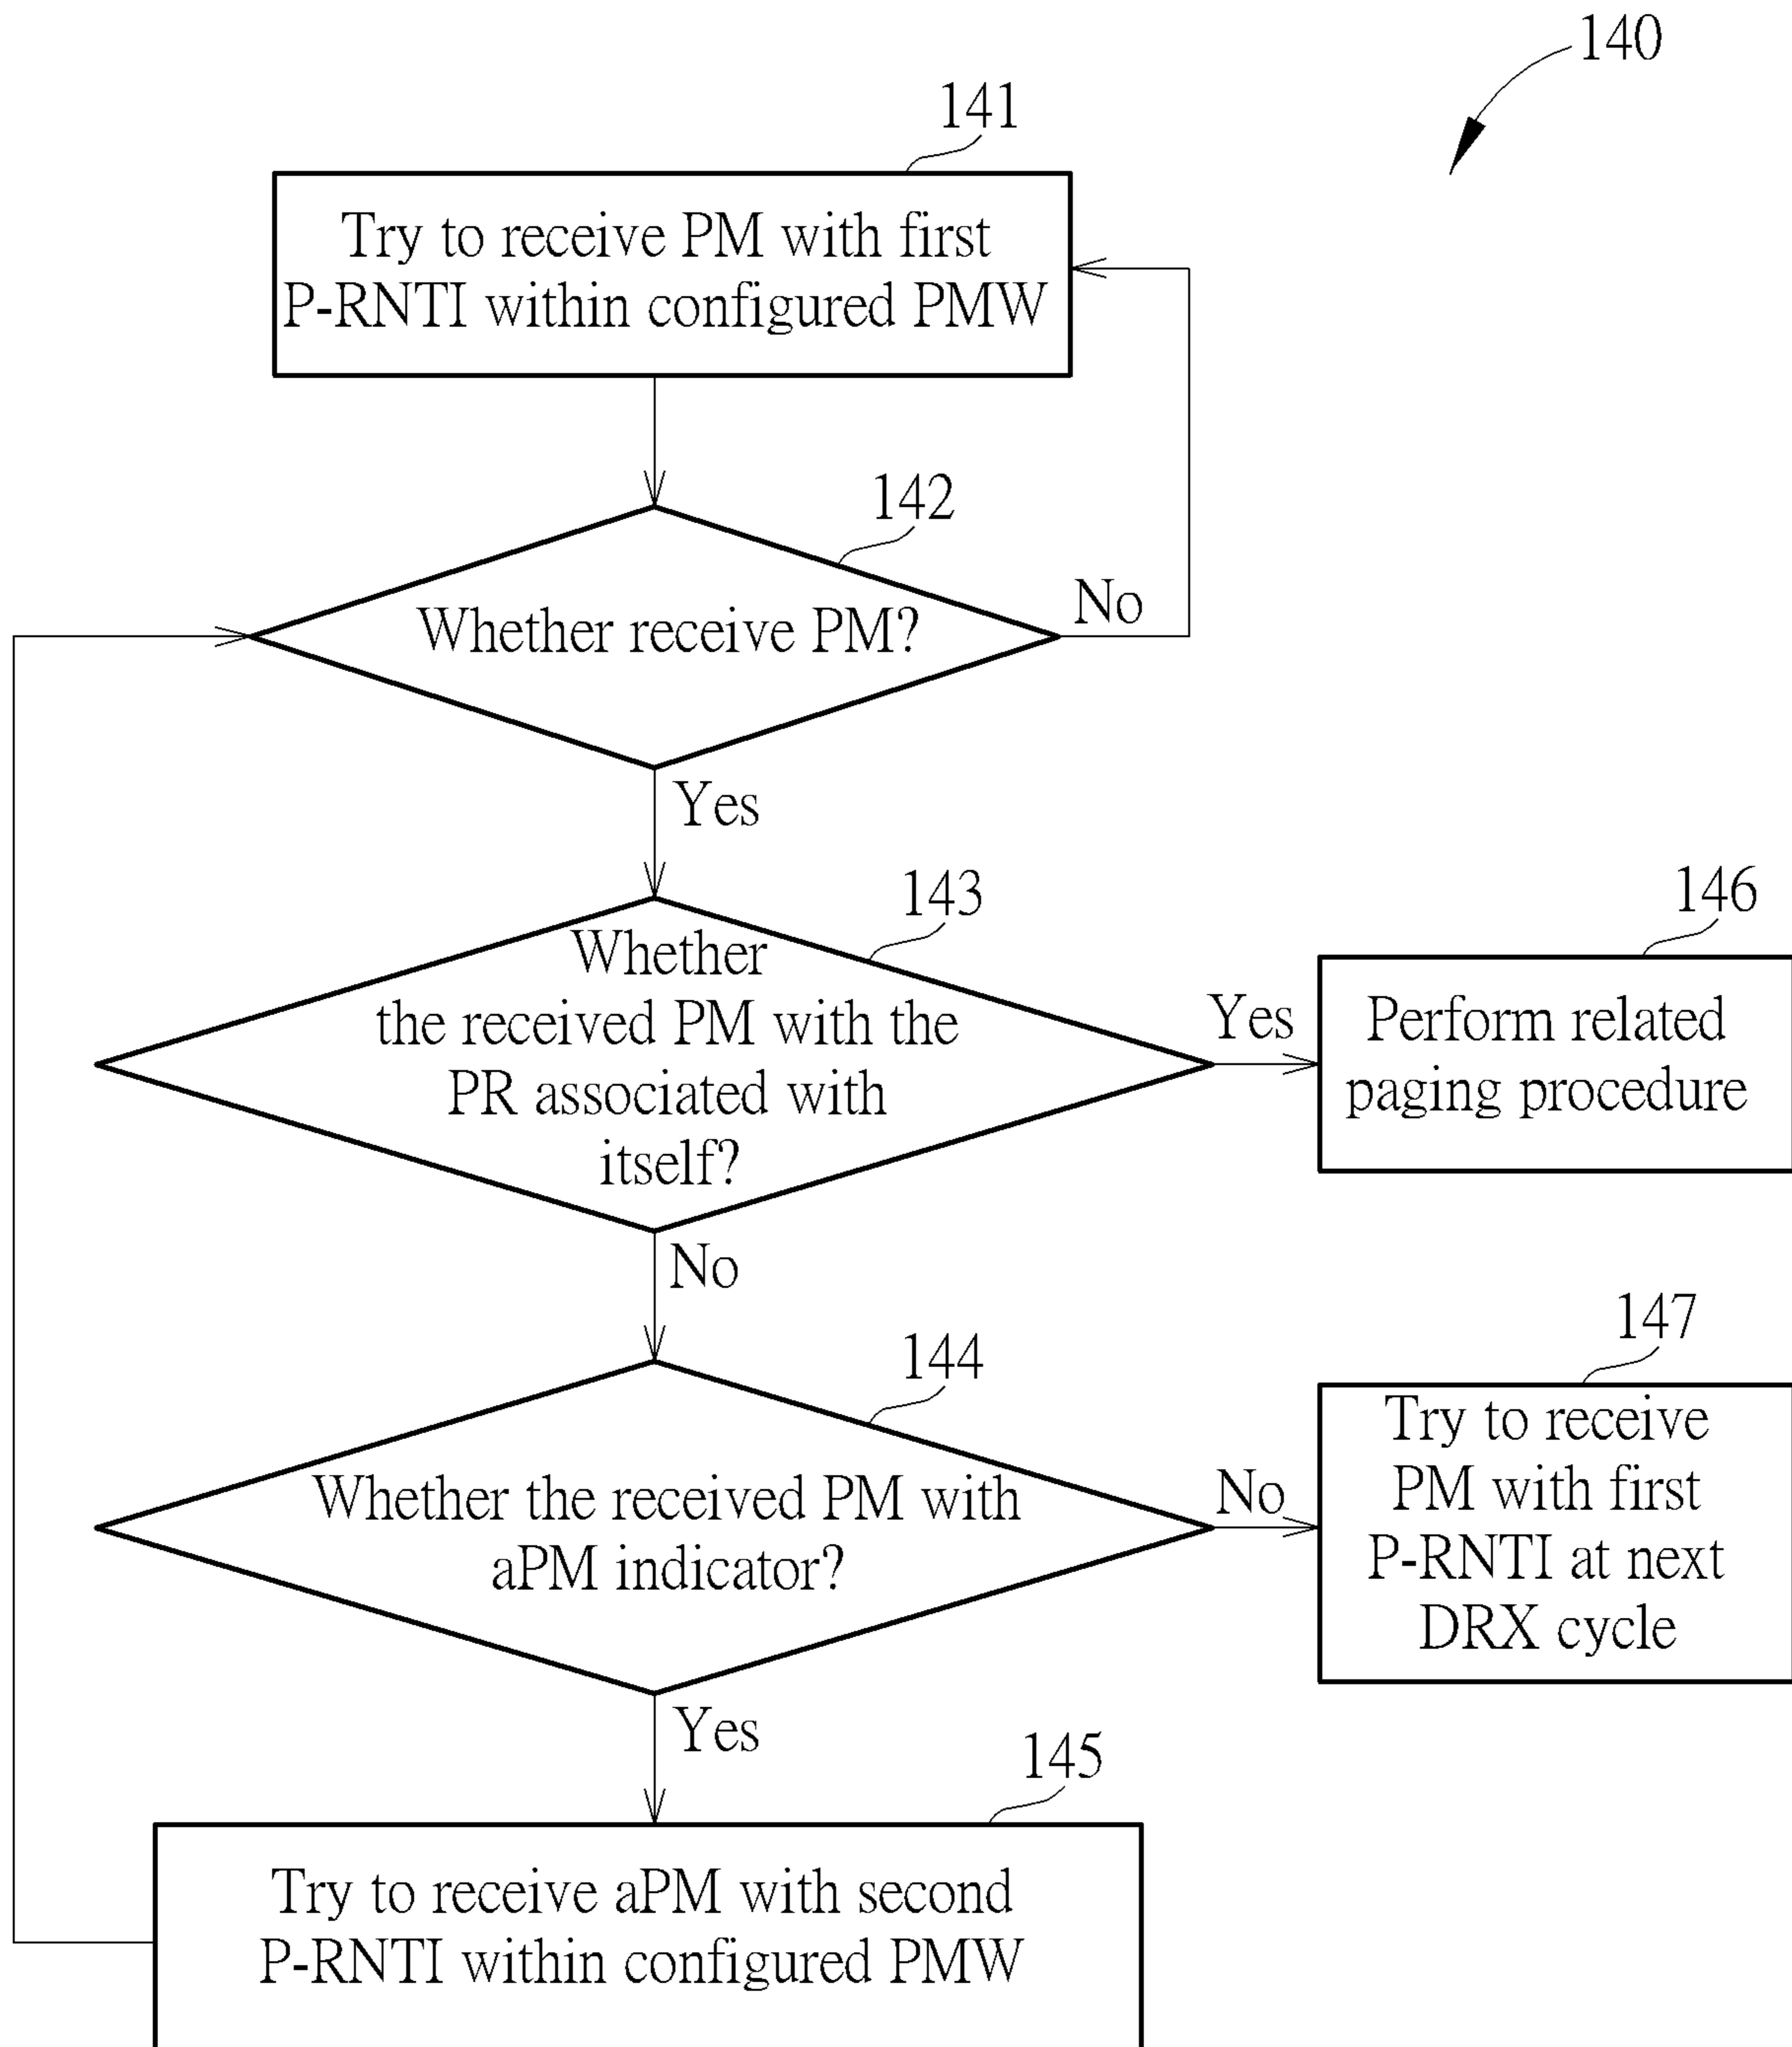 140
141
Try to receive PM with first
P-RNTI within configured PMW
142
Whether receive PM?
No
Yes
143
Whether
the received PM with the
PR associated with
itself?
Yes
146
Perform related
paging procedure
No
144
Whether the received PM with
aPM indicator?
No
147
Try to receive
PM with first
P-RNTI at next
DRX cycle
Yes
145
Try to receive aPM with second
P-RNTI within configured PMW